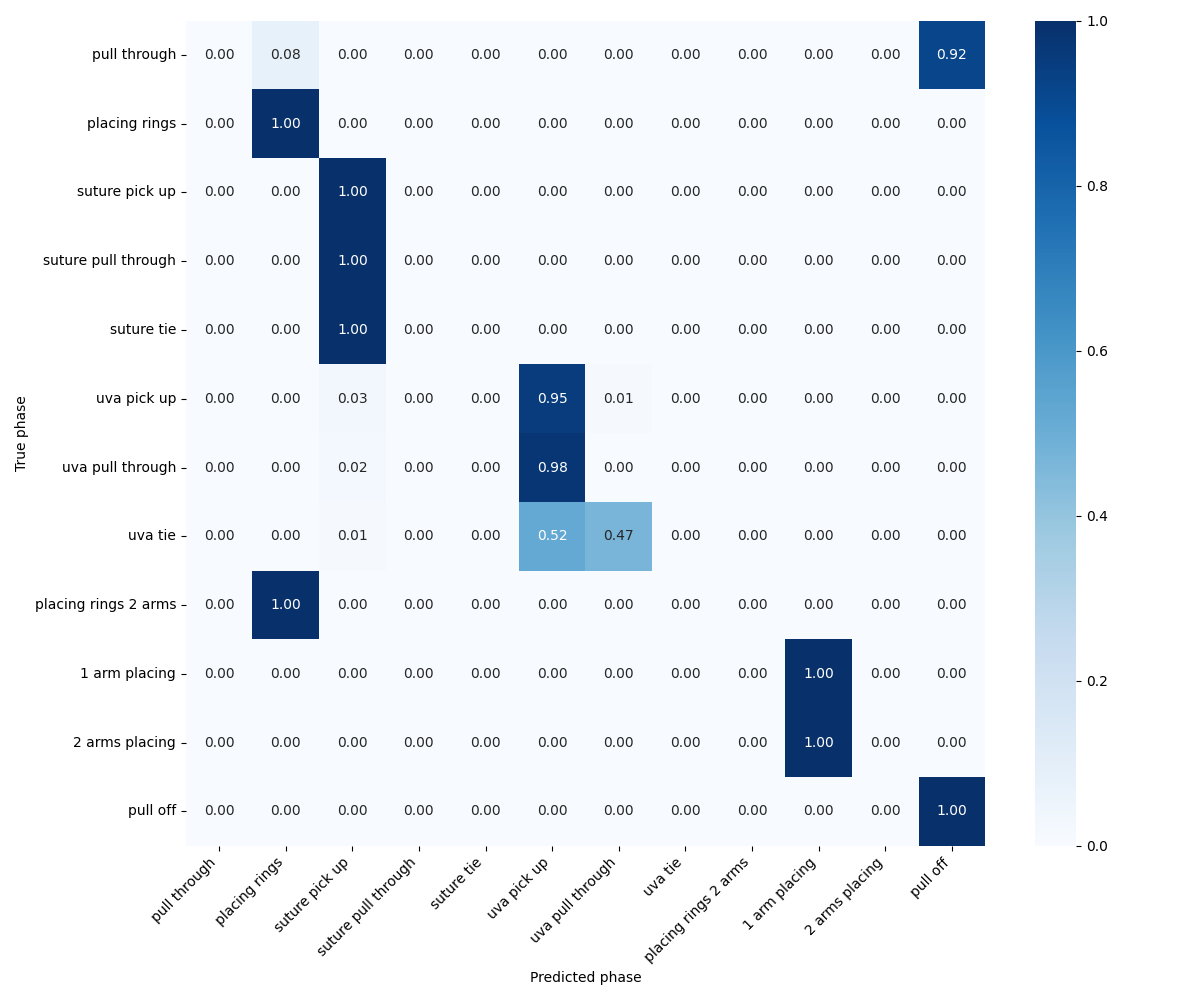 pull through 0.00 0.08 0.00 0.00 0.00 0.00 0.00 0.00 0.00 0.00 0.00 0.92
placing rings 0.00 1.00 0.00 0.00 0.00 0.00 0.00 0.00 0.00 0.00 0.00 0.00
suture pick up 0.00 0.00 1.00 0.00 0.00 0.00 0.00 0.00 0.00 0.00 0.00 0.00
suture pull through 0.00 0.00 1.00 0.00 0.00 0.00 0.00 0.00 0.00 0.00 0.00 0.00
suture tie 0.00 0.00 1.00 0.00 0.00 0.00 0.00 0.00 0.00 0.00 0.00 0.00
uva pick up 0.00 0.00 0.03 0.00 0.00 0.95 0.01 0.00 0.00 0.00 0.00 0.00
uva pull through 0.00 0.00 0.02 0.00 0.00 0.98 0.00 0.00 0.00 0.00 0.00 0.00
uva tie 0.00 0.00 0.01 0.00 0.00 0.52 0.47 0.00 0.00 0.00 0.00 0.00
placing rings 2 arms 0.00 1.00 0.00 0.00 0.00 0.00 0.00 0.00 0.00 0.00 0.00 0.00
1 arm placing 0.00 0.00 0.00 0.00 0.00 0.00 0.00 0.00 0.00 1.00 0.00 0.00
2 arms placing 0.00 0.00 0.00 0.00 0.00 0.00 0.00 0.00 0.00 1.00 0.00 0.00
pull off 0.00 0.00 0.00 0.00 0.00 0.00 0.00 0.00 0.00 0.00 0.00 1.00
True phase
pull through
placing rings
suture pick up
suture pull through
suture tie
uva pick up
uva pull through
uva tie
placing rings 2 arms
1 arm placing
2 arms placing
pull off
Predicted phase
1.0
0.8
0.6
0.4
0.2
0.0